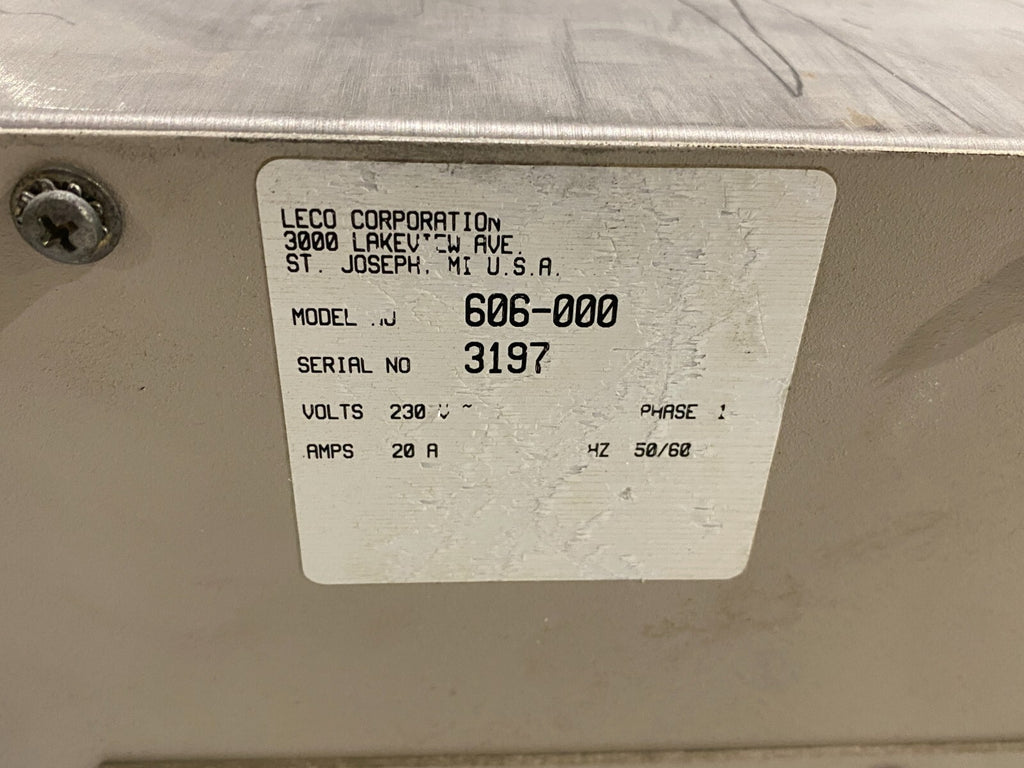 LECO CORPORATION
3000 LAKEVIEW AVE.
ST. JOSEPH, MI U.S.A.
MODEL NO 606-000
SERIAL NO 3197
VOLTS 230 V ~ PHASE 1
AMPS 20 A HZ 50/60